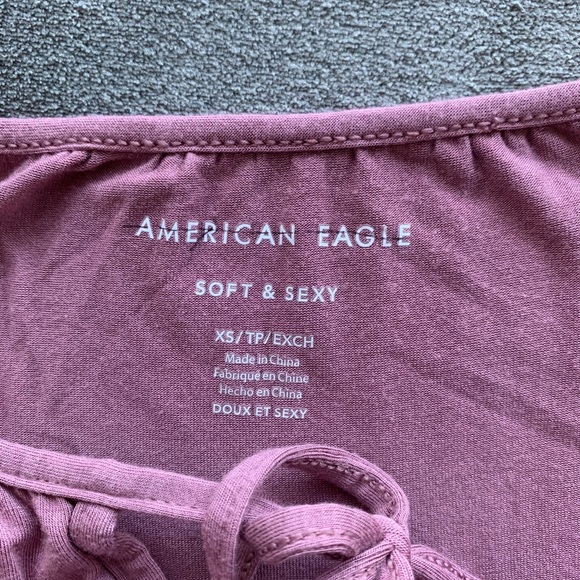 AMERICAN EAGLE
SOFT & SEXY
XS/TP/EXCH
Made in China
Fabriqué en Chine
Hecho en China
DOUX ET SEXY